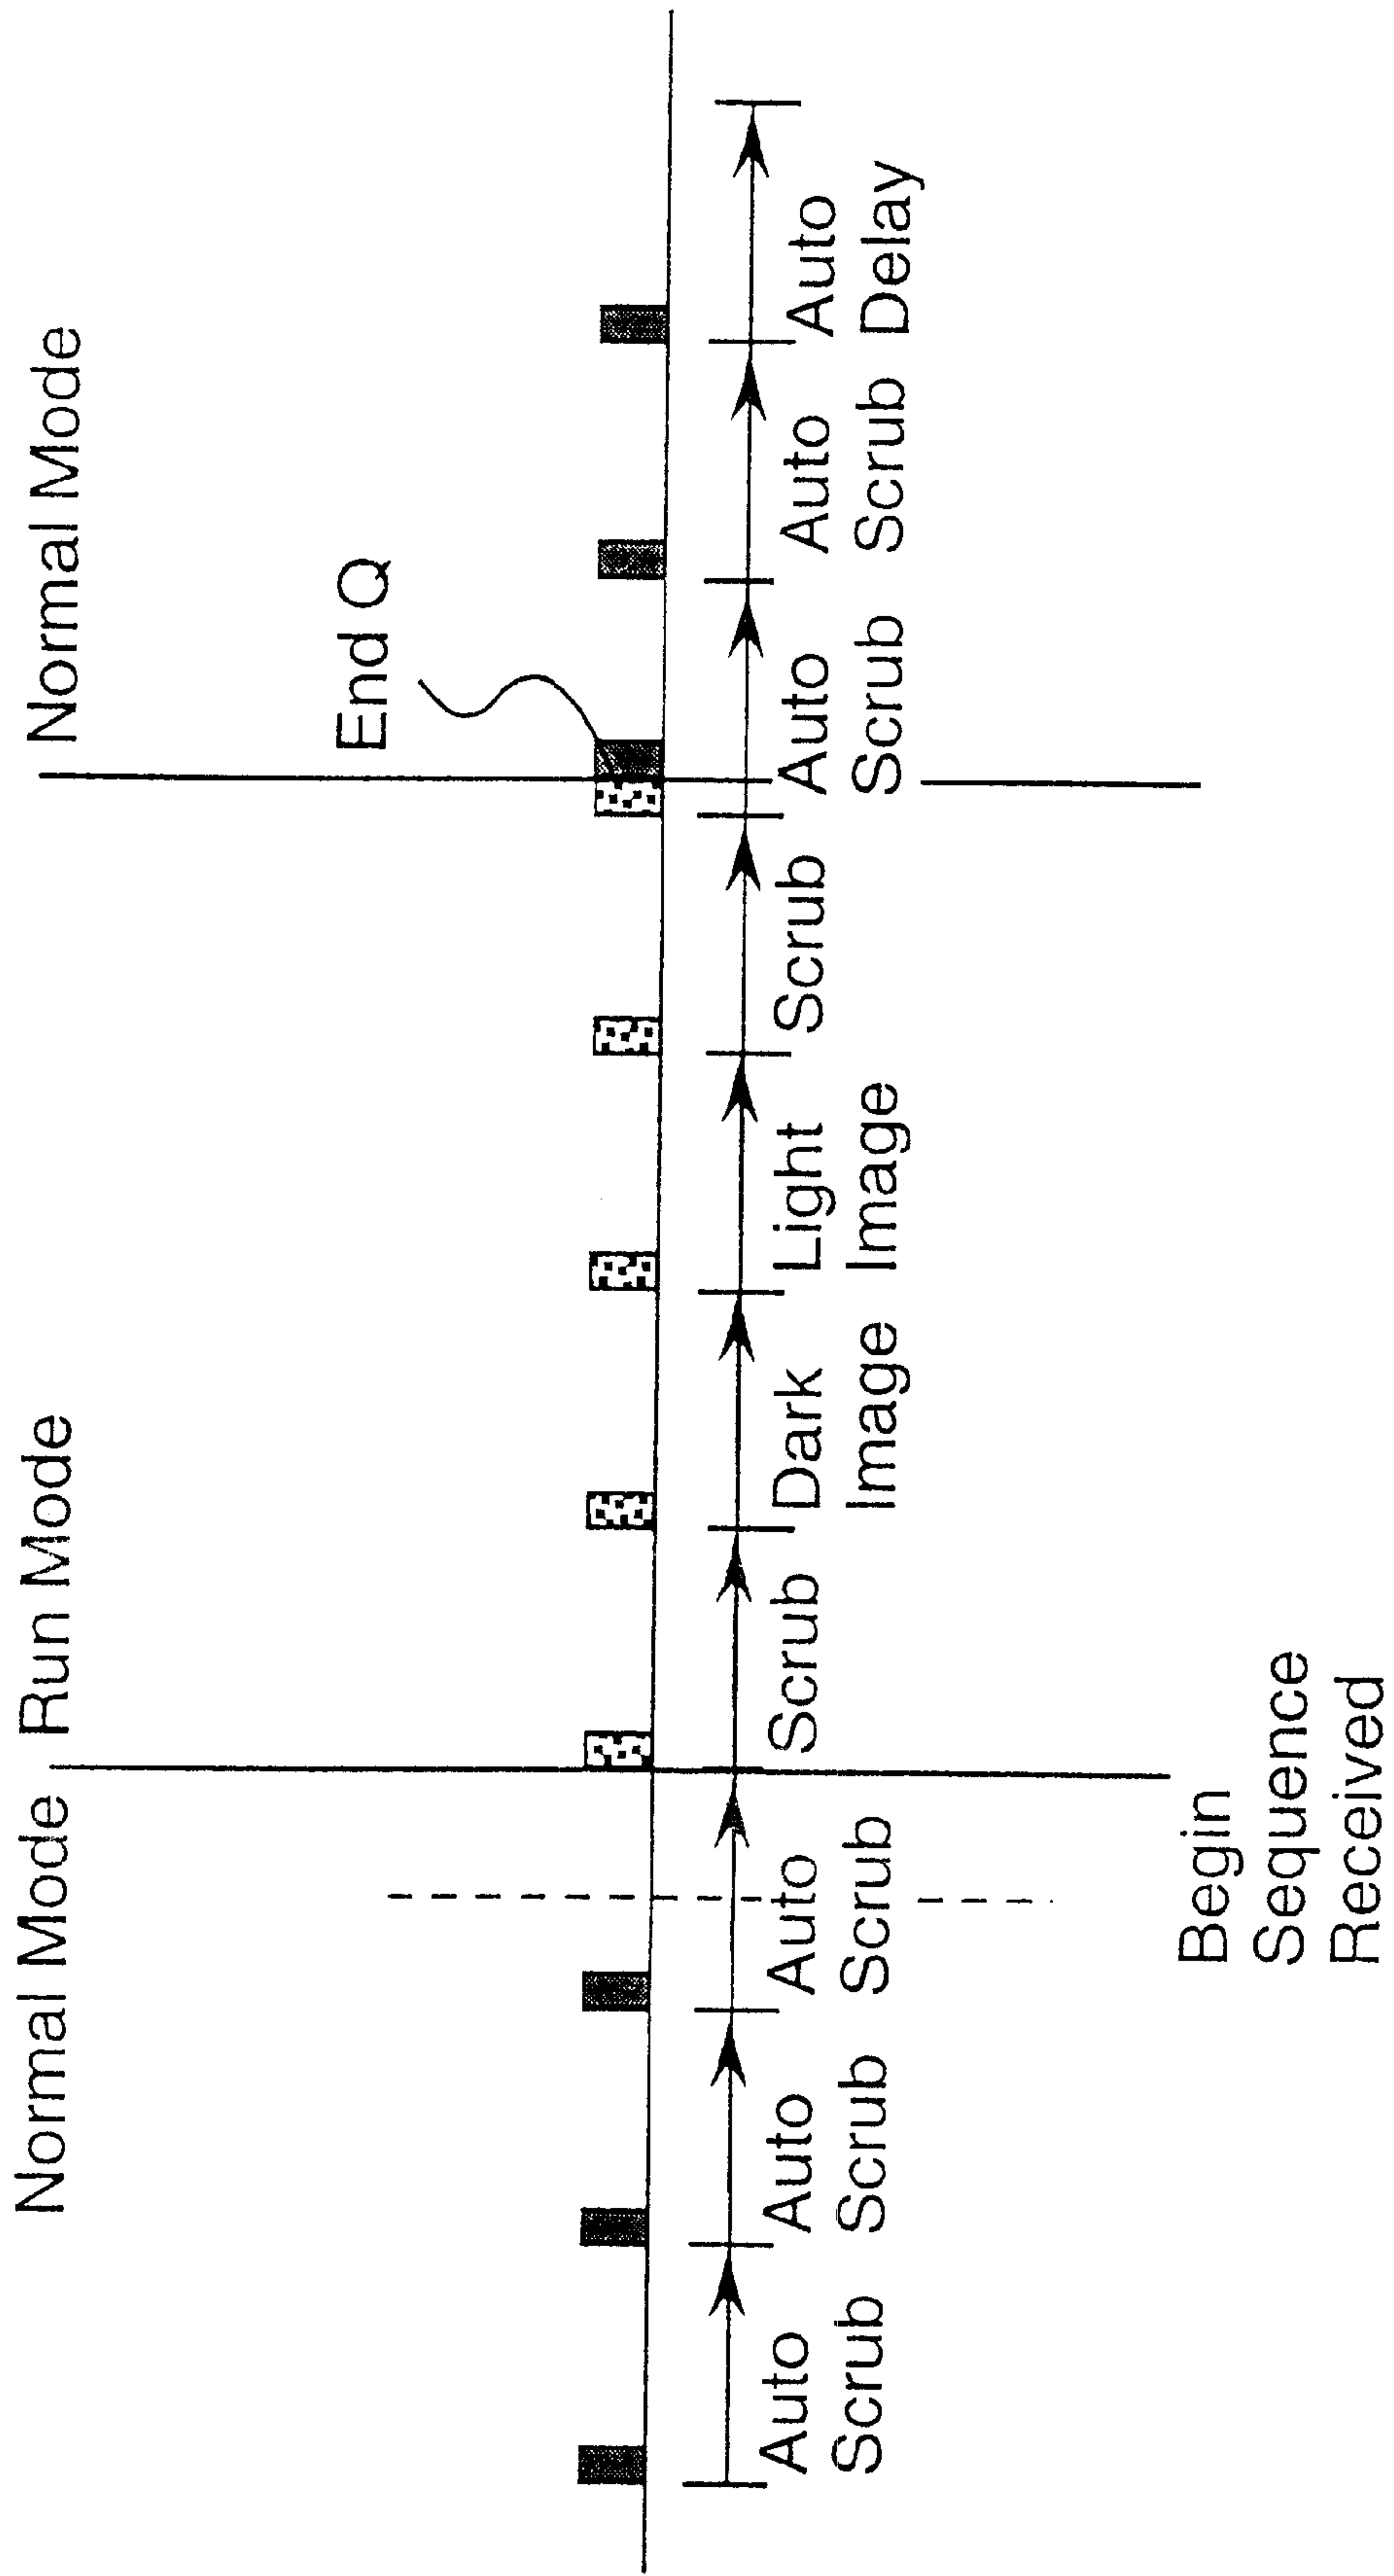 Normal Mode
Run Mode
Normal Mode
End Q
Auto
Scrub
Auto
Scrub
Auto
Scrub
Scrub
Dark
Image
Light
Image
Scrub
Auto
Scrub
Auto
Scrub
Auto
Delay
Begin
Sequence
Received